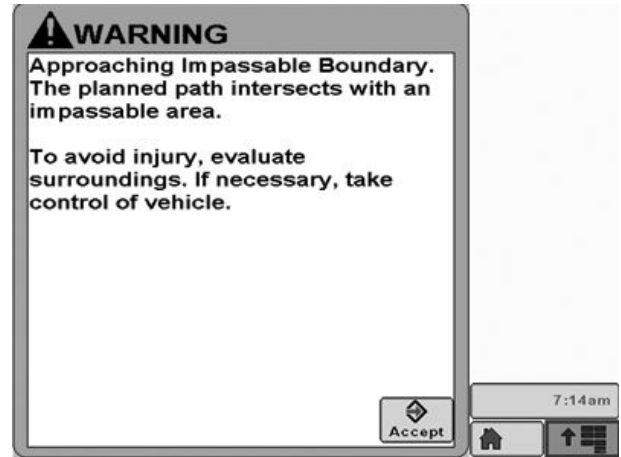 WARNING
Approaching Impassable Boundary.
The planned path intersects with an
impassable area.
To avoid injury, evaluate
surroundings. If necessary, take
control of vehicle.
Accept
7:14am